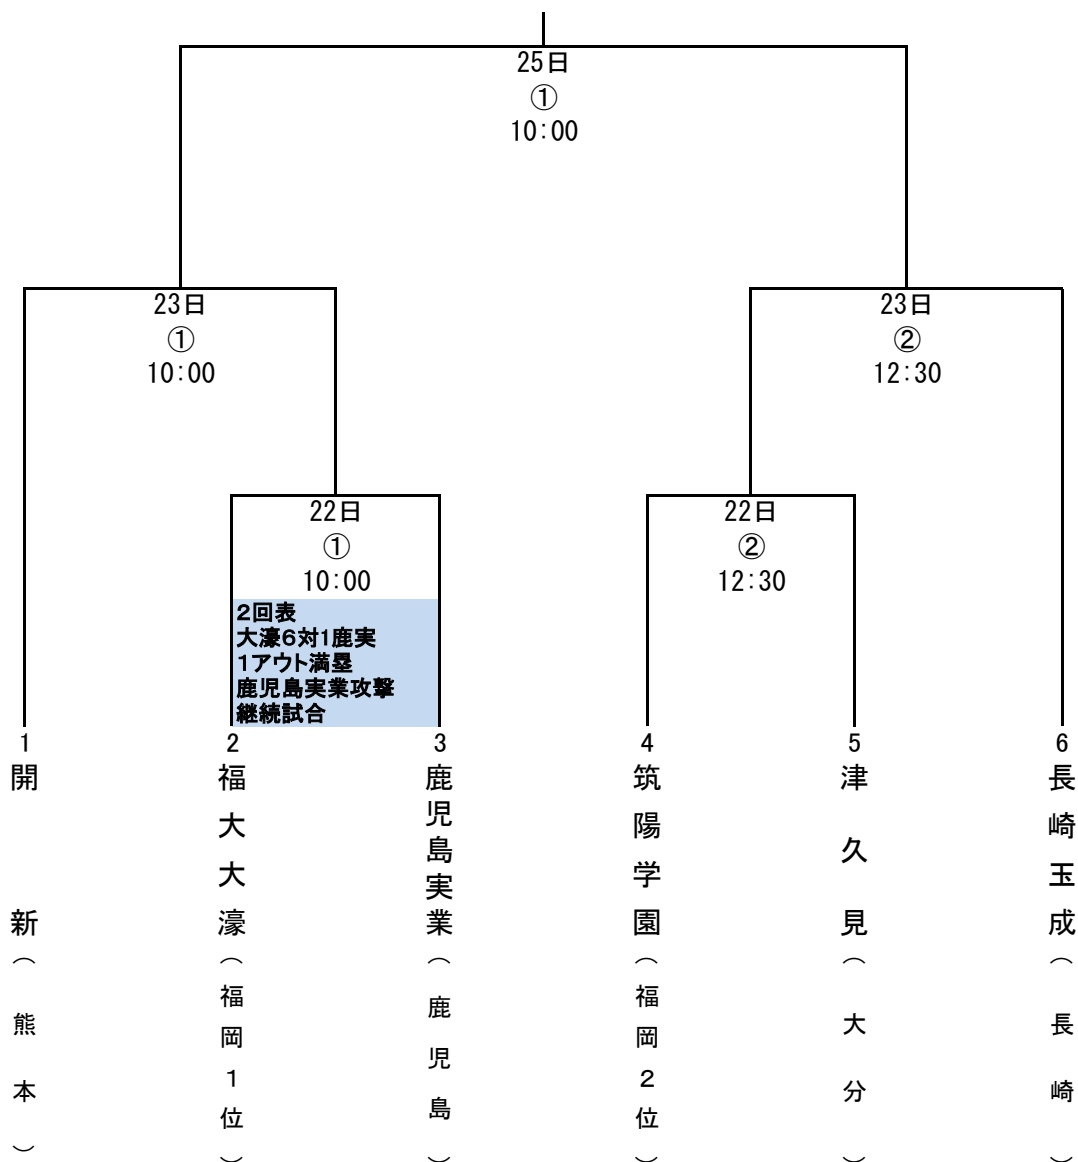 25日
①
10:00
23日
①
10:00
23日
②
12:30
22日
①
10:00
22日
②
12:30
2回表
大濠6対1鹿実
1アウト満塁
鹿児島実業攻撃
継続試合
1
開新(熊本)
2
福大大濠(福岡1位)
3
鹿児島実業(鹿児島)
4
筑陽学園(福岡2位)
5
津久見(大分)
6
長崎玉成(長崎)